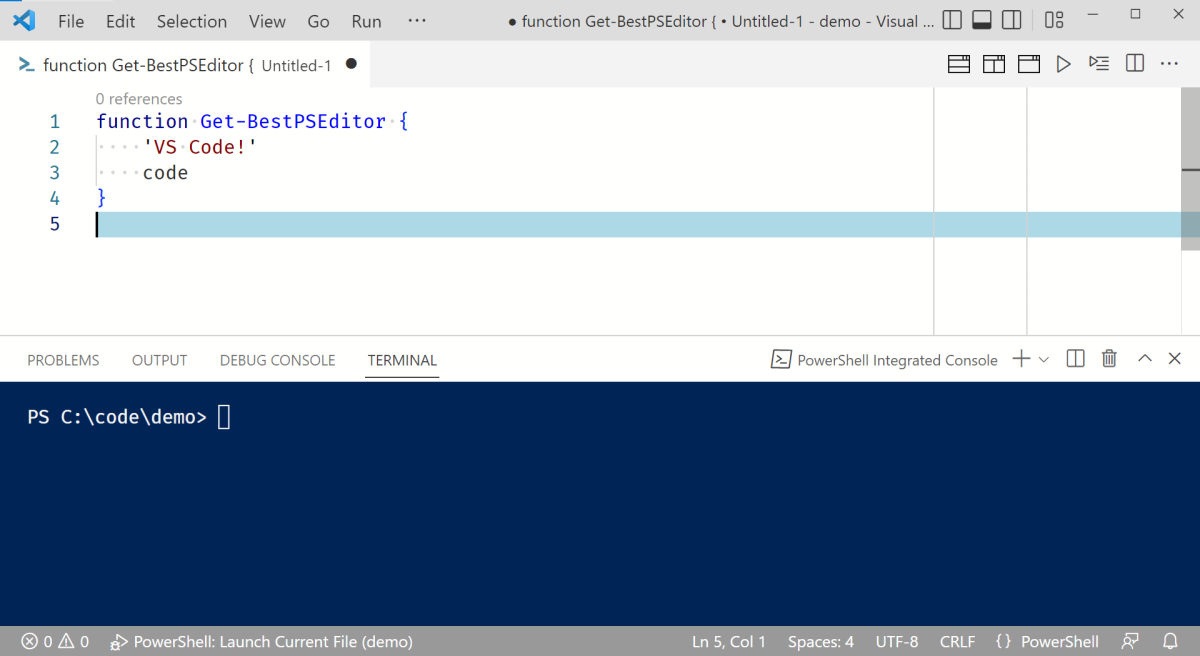 File Edit Selection View Go Run ··· ● function Get-BestPSEditor { • Untitled-1 - demo - Visual ...
function Get-BestPSEditor { Untitled-1 ●
0 references
1 function Get-BestPSEditor {
2 'VS Code!'
3 code
4 }
5
PROBLEMS OUTPUT DEBUG CONSOLE TERMINAL PowerShell Integrated Console
PS C:\code\demo>
0 0 PowerShell: Launch Current File (demo) Ln 5, Col 1 Spaces: 4 UTF-8 CRLF {} PowerShell